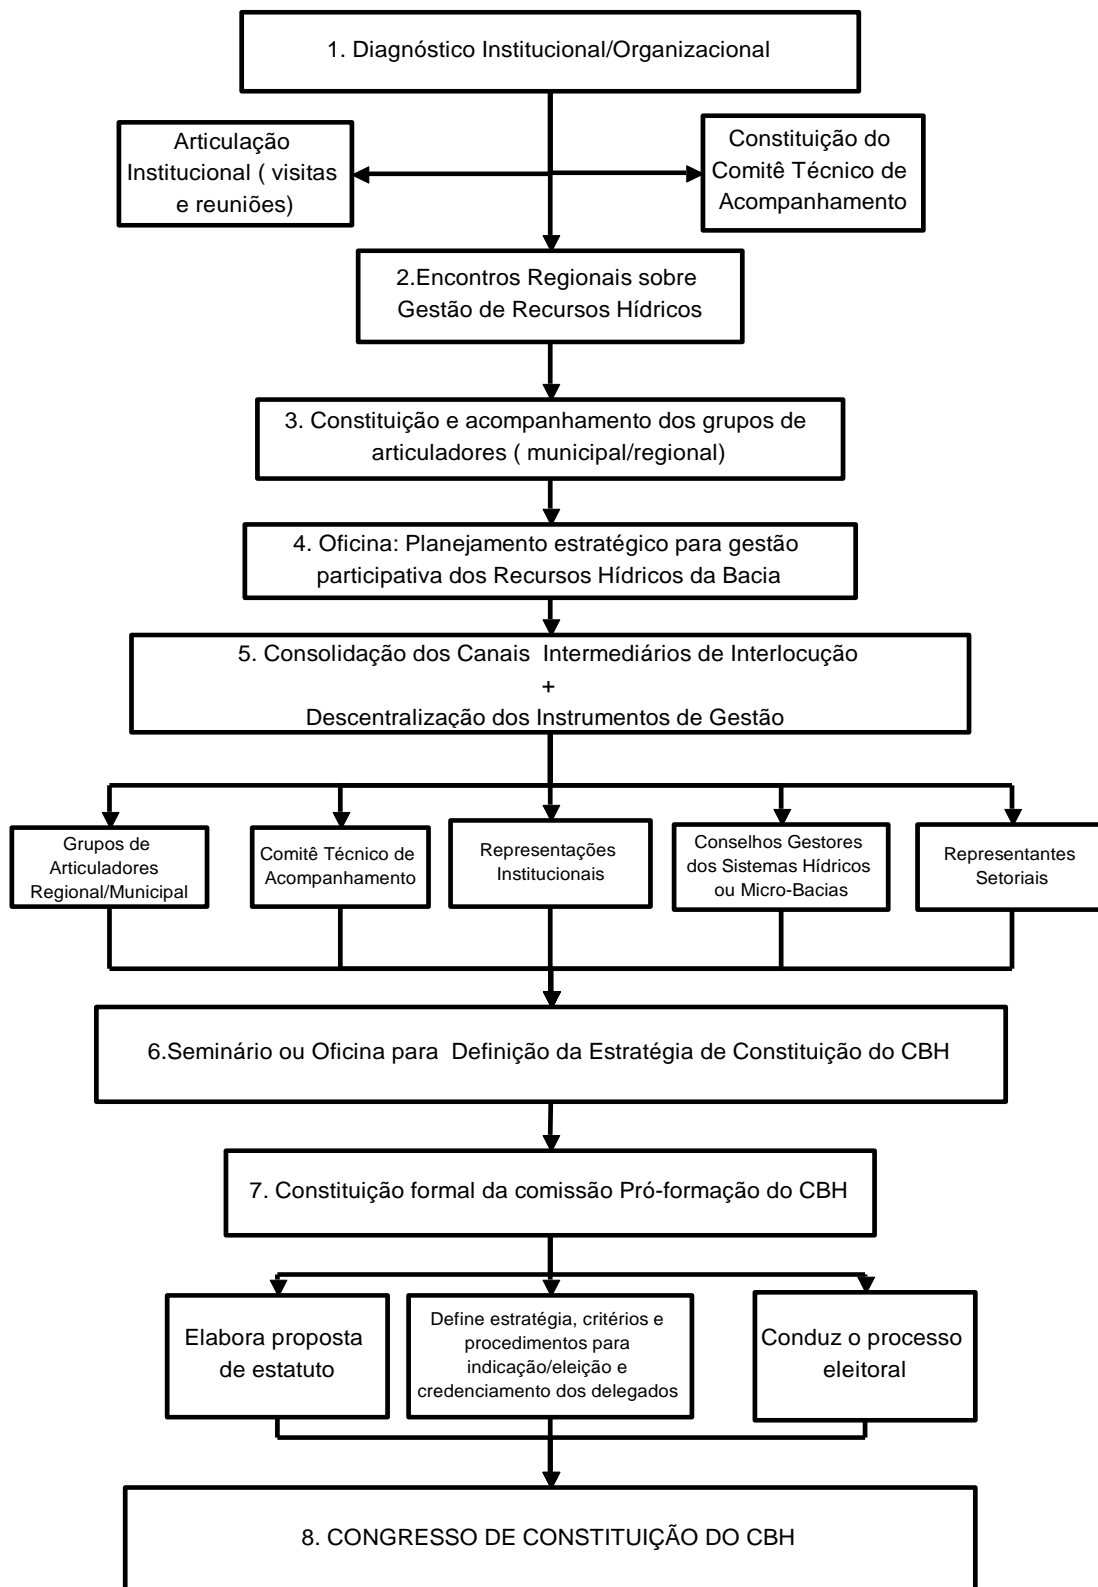 1. Diagnóstico Institucional/Organizacional
Articulação
Institucional ( visitas
e reuniões)
Constituição do
Comitê Técnico de
Acompanhamento
2.Encontros Regionais sobre
Gestão de Recursos Hídricos
3. Constituição e acompanhamento dos grupos de
articuladores ( municipal/regional)
4. Oficina: Planejamento estratégico para gestão
participativa dos Recursos Hídricos da Bacia
5. Consolidação dos Canais Intermediários de Interlocução
+
Descentralização dos Instrumentos de Gestão
Grupos de
Articuladores
Regional/Municipal
Comitê Técnico de
Acompanhamento
Representações
Institucionais
Conselhos Gestores
dos Sistemas Hídricos
ou Micro-Bacias
Representantes
Setoriais
6.Seminário ou Oficina para Definição da Estratégia de Constituição do CBH
7. Constituição formal da comissão Pró-formação do CBH
Elabora proposta
de estatuto
Define estratégia, critérios e
procedimentos para
indicação/eleição e
credenciamento dos delegados
Conduz o processo
eleitoral
8. CONGRESSO DE CONSTITUIÇÃO DO CBH